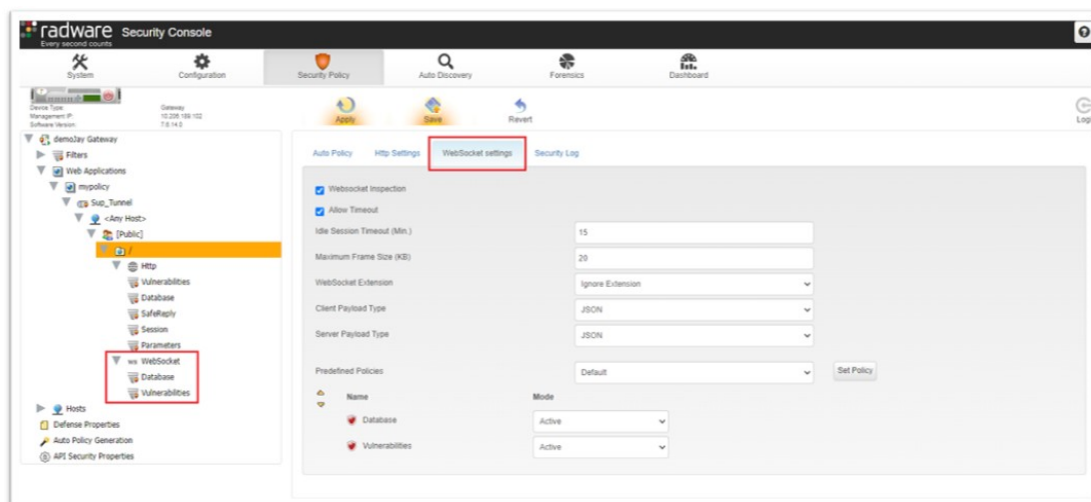 radware Security Console
Every second counts
System
Configuration
Security Policy
Auto Discovery
Forensics
Dashboard
Device Type: Gateway
Management IP: 10.206.189.102
Software Version: 7.6.14.0
Apply
Save
Revert
demoJay Gateway
Filters
Web Applications
mypolicy
Sup_Tunnel
<Any Host>
[Public]
/
Http
Vulnerabilities
Database
SafeReply
Session
Parameters
WebSocket
Database
Vulnerabilities
Hosts
Defense Properties
Auto Policy Generation
API Security Properties
Auto Policy
Http Settings
WebSocket settings
Security Log
Websocket Inspection
Allow Timeout
Idle Session Timeout (Min.) 15
Maximum Frame Size (KB) 20
WebSocket Extension Ignore Extension
Client Payload Type JSON
Server Payload Type JSON
Predefined Policies Default Set Policy
Name Mode
Database Active
Vulnerabilities Active